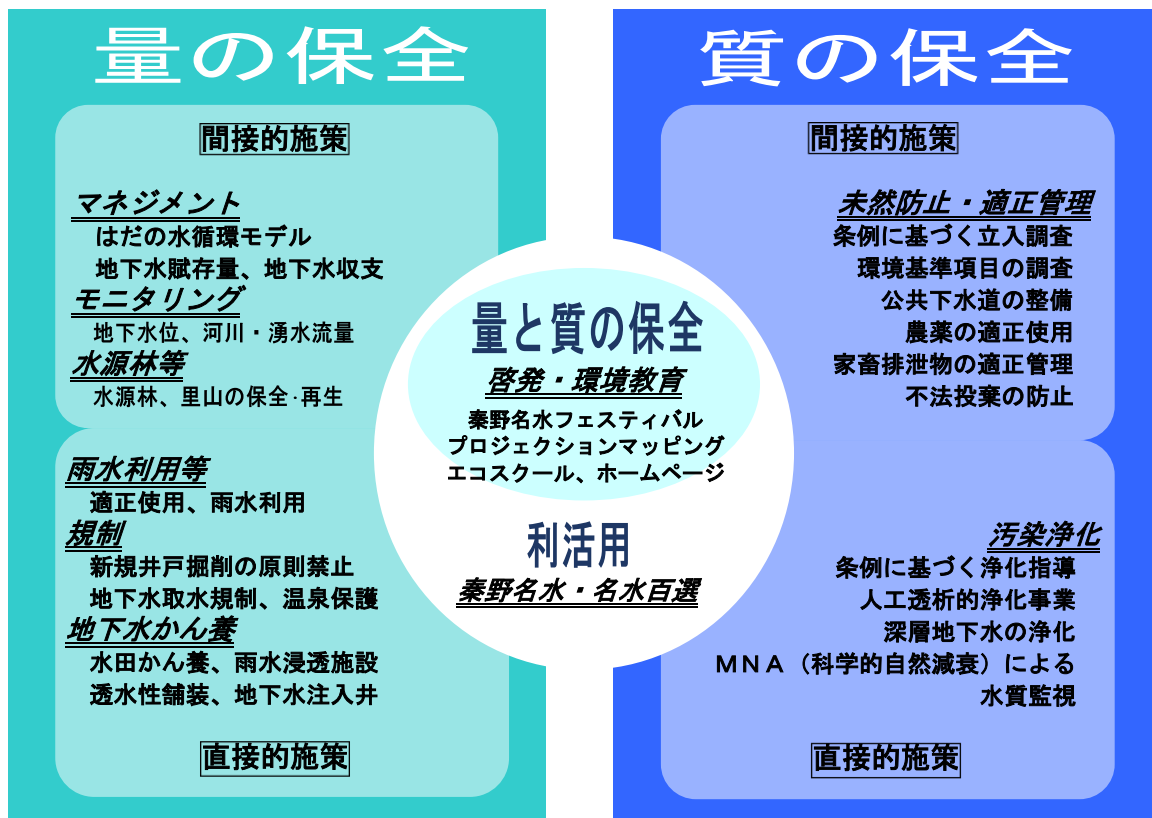 量の保全
間接的施策
マネジメント
はだの水循環モデル
地下水賦存量、地下水収支
モニタリング
地下水位、河川・湧水流量
水源林等
水源林、里山の保全･再生
雨水利用等
適正使用、雨水利用
規制
新規井戸掘削の原則禁止
地下水取水規制、温泉保護
地下水かん養
水田かん養、雨水浸透施設
透水性舗装、地下水注入井
直接的施策
量と質の保全
啓発・環境教育
秦野名水フェスティバル
プロジェクションマッピング
エコスクール、ホームページ
利活用
秦野名水・名水百選
質の保全
間接的施策
未然防止・適正管理
条例に基づく立入調査
環境基準項目の調査
公共下水道の整備
農薬の適正使用
家畜排泄物の適正管理
不法投棄の防止
汚染浄化
条例に基づく浄化指導
人工透析的浄化事業
深層地下水の浄化
ＭＮＡ（科学的自然減衰）による
水質監視
直接的施策